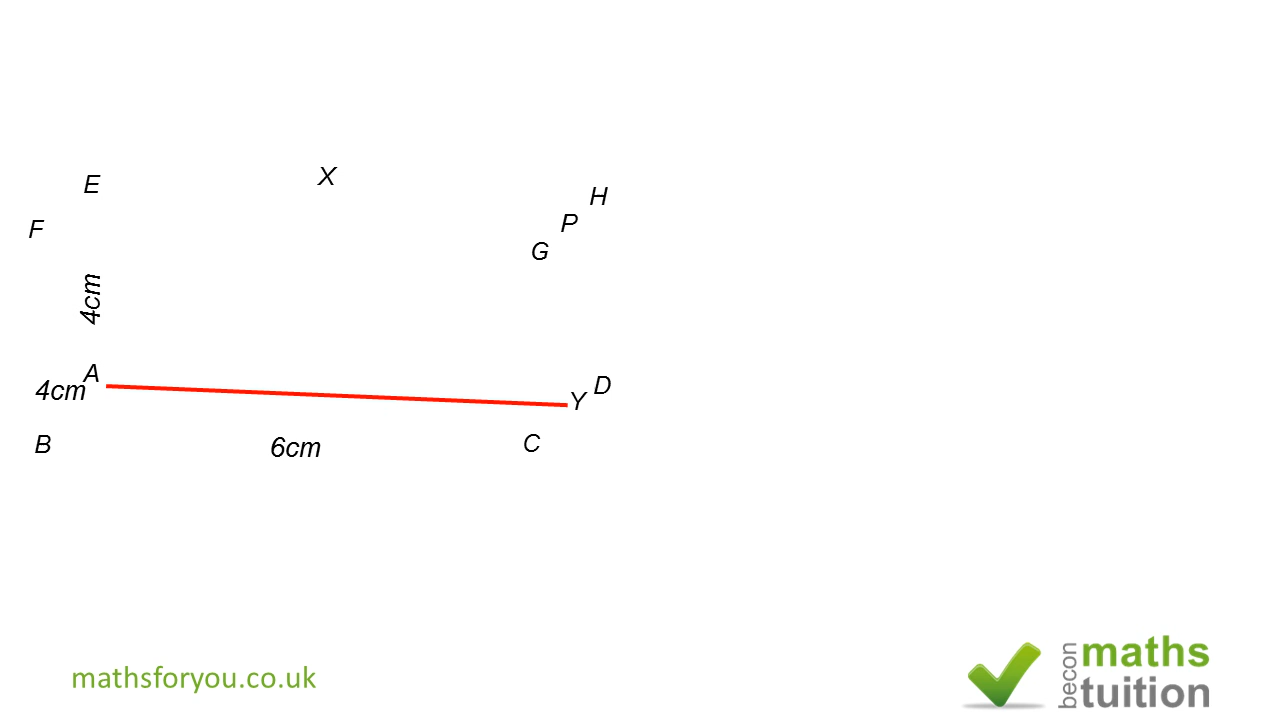 X
E
H
P
F
G
4cm
A
D
4cm
Y
B
6cm
C
mathsforyou.co.uk
becon
maths
tuition